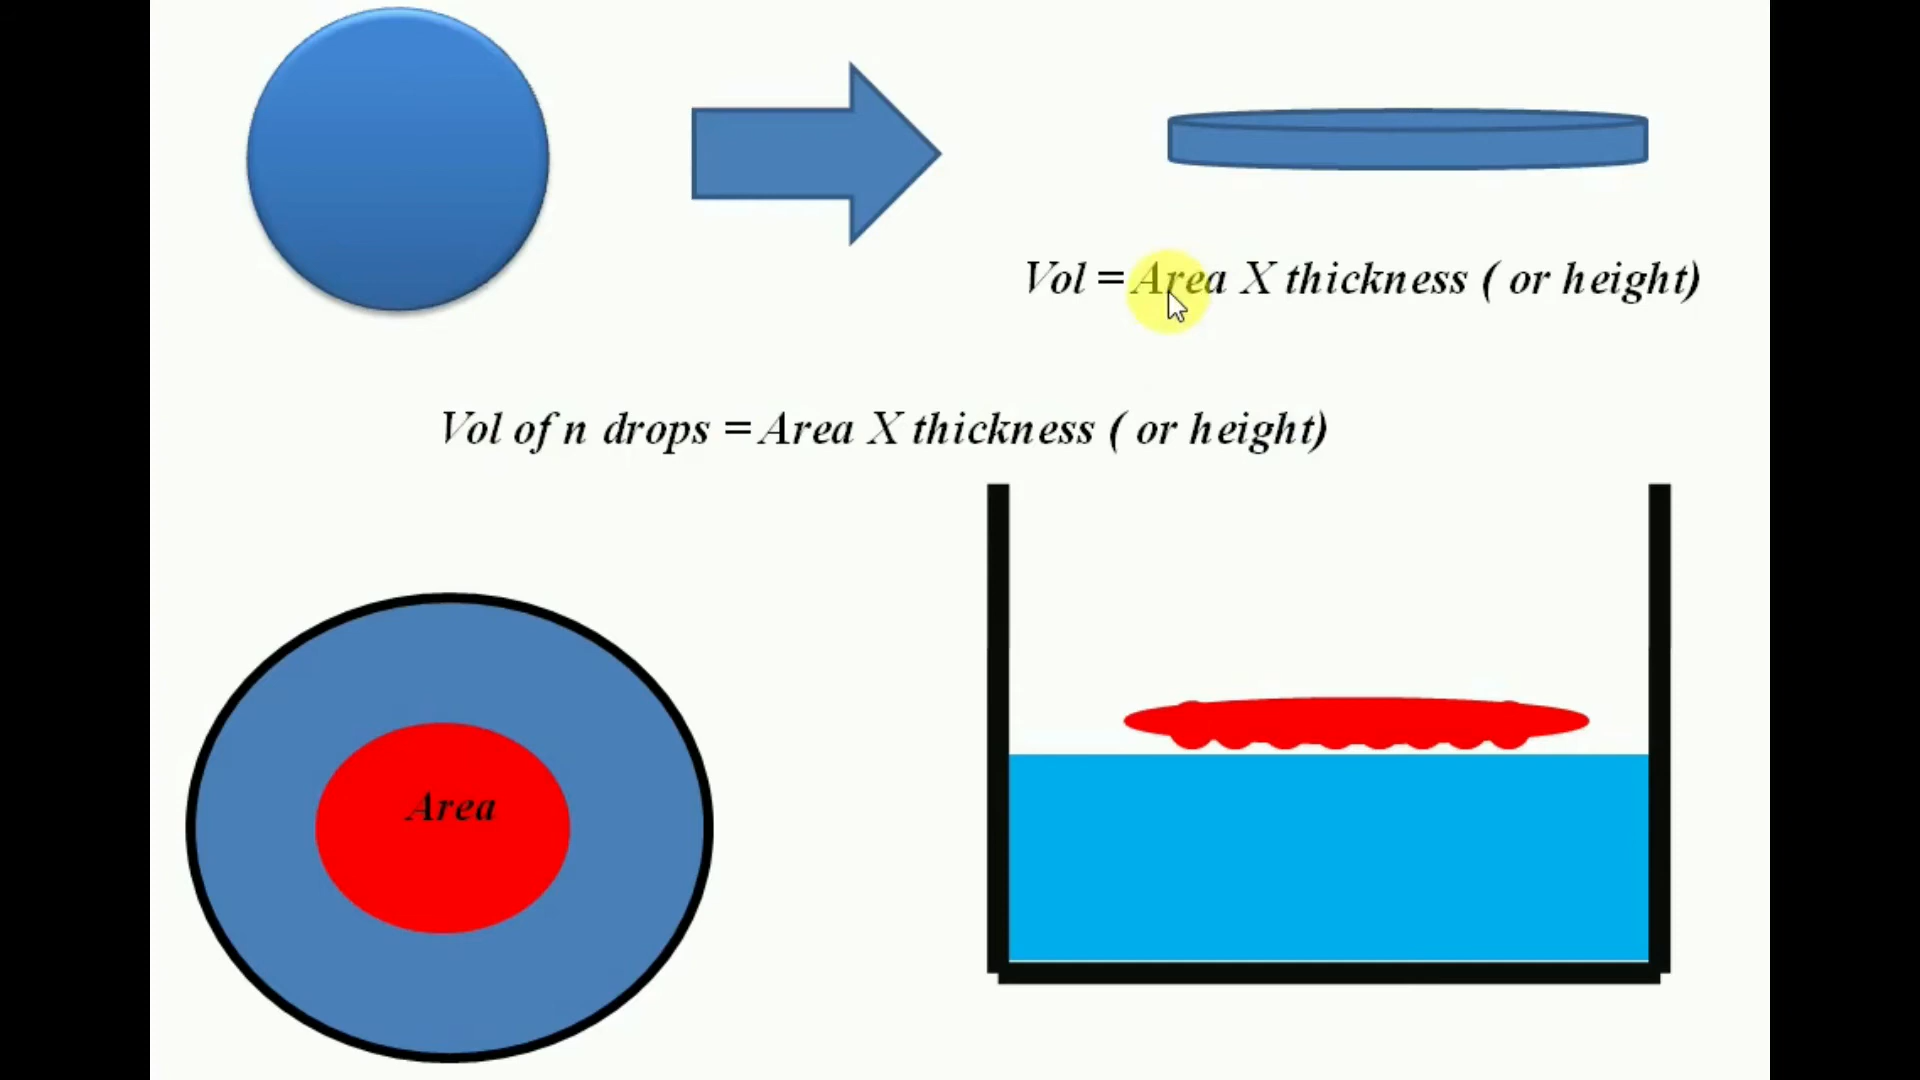 Vol = Area X thickness ( or height)
Vol of n drops = Area X thickness ( or height)
Area